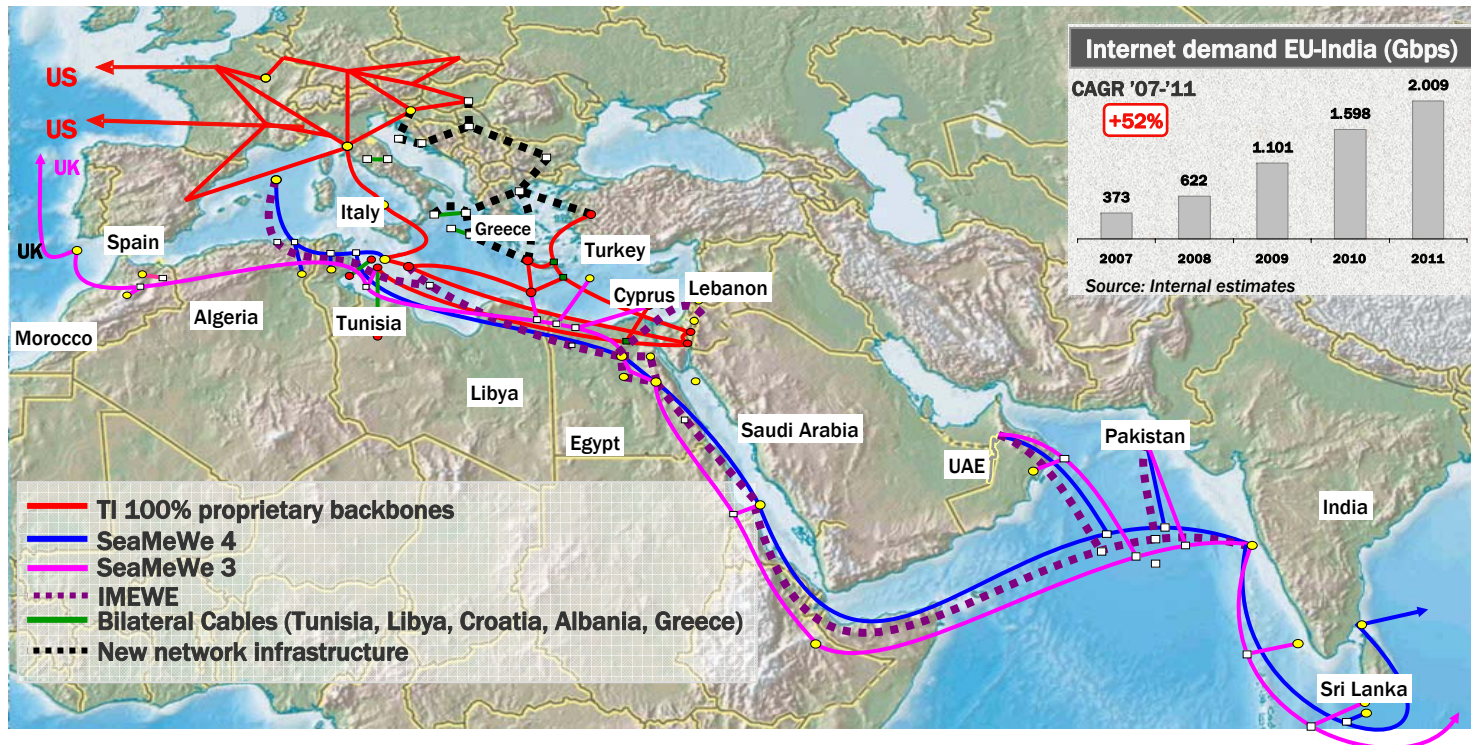 US
US
UK
UK
Spain
Italy
Greece
Turkey
Cyprus
Lebanon
Morocco
Algeria
Tunisia
Libya
Egypt
Saudi Arabia
UAE
Pakistan
India
Sri Lanka
Internet demand EU-India (Gbps)
CAGR '07-'11
+52%
373
622
1.101
1.598
2.009
2007 2008 2009 2010 2011
Source: Internal estimates
TI 100% proprietary backbones
SeaMeWe 4
SeaMeWe 3
IMEWE
Bilateral Cables (Tunisia, Libya, Croatia, Albania, Greece)
New network infrastructure